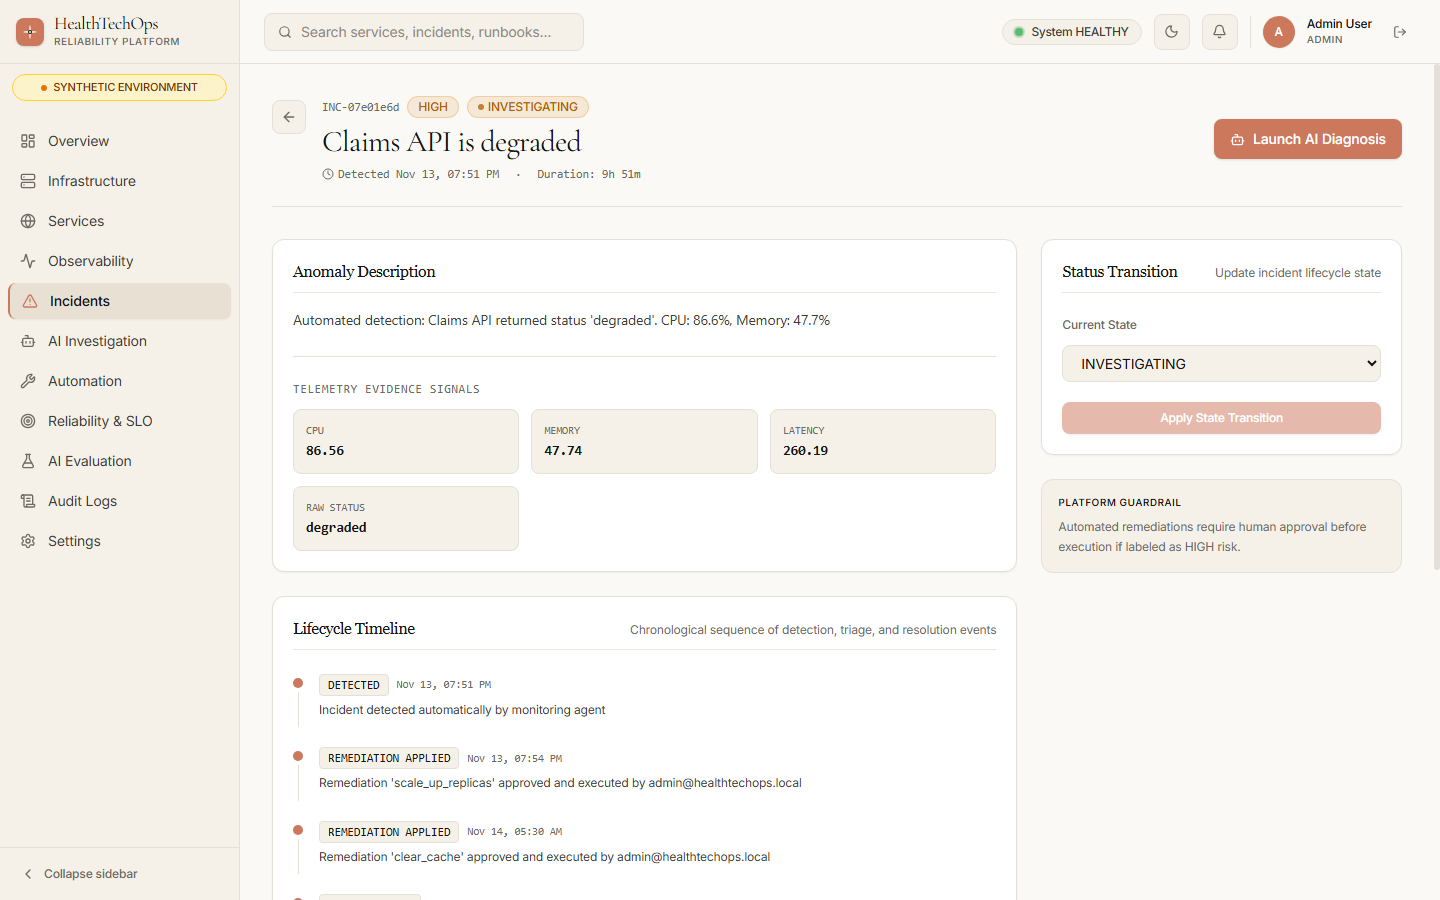 HealthTechOps
RELIABILITY PLATFORM
Search services, incidents, runbooks...
System HEALTHY
A
Admin User
ADMIN
SYNTHETIC ENVIRONMENT
Overview
Infrastructure
Services
Observability
Incidents
AI Investigation
Automation
Reliability & SLO
AI Evaluation
Audit Logs
Settings
Collapse sidebar
INC-07e01e6d HIGH INVESTIGATING
Claims API is degraded
Detected Nov 13, 07:51 PM · Duration: 9h 51m
Launch AI Diagnosis
Anomaly Description
Automated detection: Claims API returned status 'degraded'. CPU: 86.6%, Memory: 47.7%
TELEMETRY EVIDENCE SIGNALS
CPU
86.56
MEMORY
47.74
LATENCY
260.19
RAW STATUS
degraded
Status Transition
Update incident lifecycle state
Current State
INVESTIGATING
Apply State Transition
PLATFORM GUARDRAIL
Automated remediations require human approval before
execution if labeled as HIGH risk.
Lifecycle Timeline
Chronological sequence of detection, triage, and resolution events
DETECTED Nov 13, 07:51 PM
Incident detected automatically by monitoring agent
REMEDIATION APPLIED Nov 13, 07:54 PM
Remediation 'scale_up_replicas' approved and executed by admin@healthtechops.local
REMEDIATION APPLIED Nov 14, 05:30 AM
Remediation 'clear_cache' approved and executed by admin@healthtechops.local